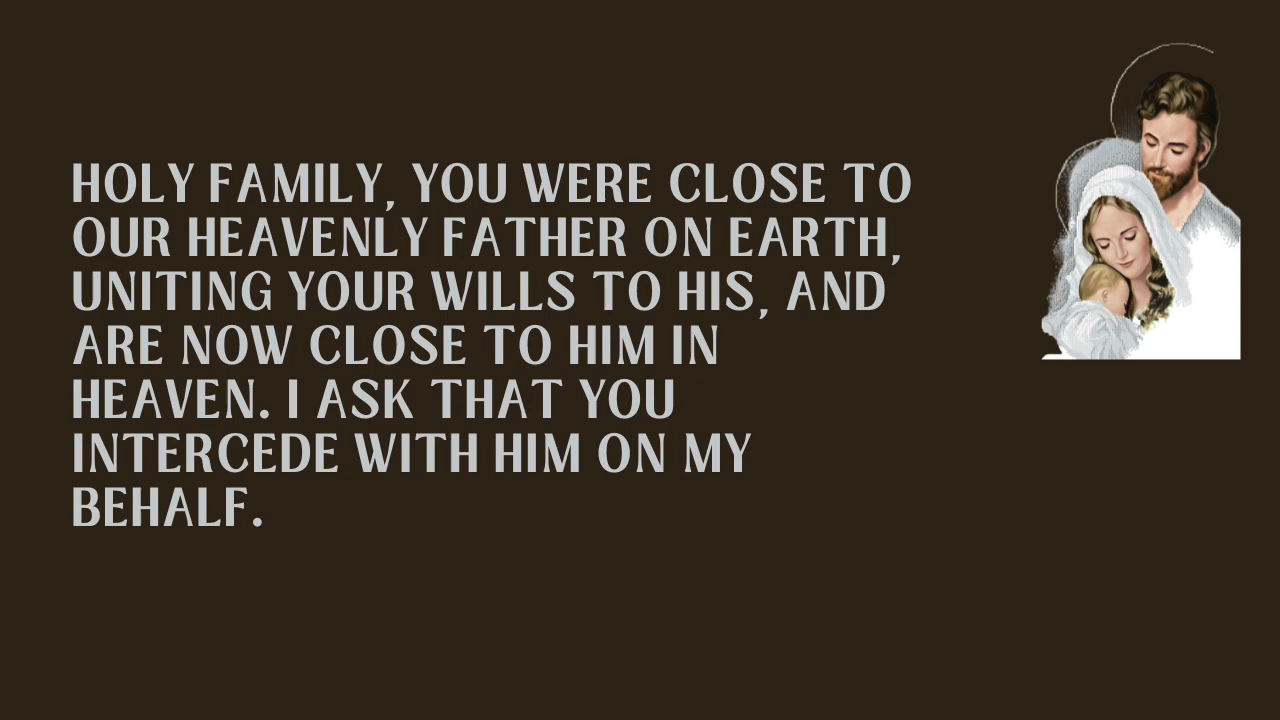 HOLY FAMILY, YOU WERE CLOSE TO
OUR HEAVENLY FATHER ON EARTH,
UNITING YOUR WILLS TO HIS, AND
ARE NOW CLOSE TO HIM IN
HEAVEN. I ASK THAT YOU
INTERCEDE WITH HIM ON MY
BEHALF.